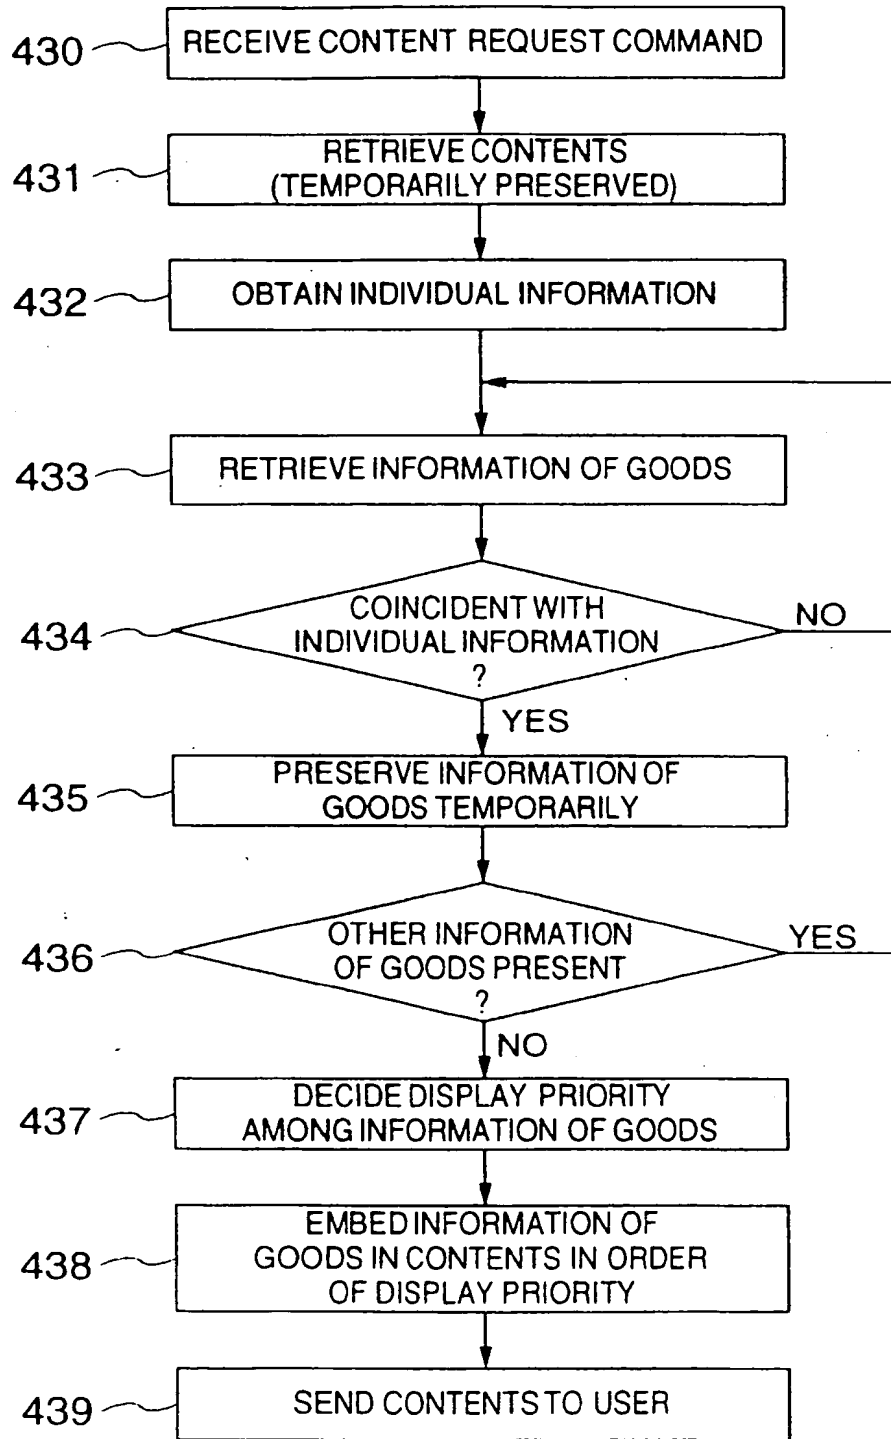 430
RECEIVE CONTENT REQUEST COMMAND
431
RETRIEVE CONTENTS
(TEMPORARILY PRESERVED)
432
OBTAIN INDIVIDUAL INFORMATION
433
RETRIEVE INFORMATION OF GOODS
434
COINCIDENT WITH
INDIVIDUAL INFORMATION
?
NO
YES
435
PRESERVE INFORMATION OF
GOODS TEMPORARILY
436
OTHER INFORMATION
OF GOODS PRESENT
?
YES
NO
437
DECIDE DISPLAY PRIORITY
AMONG INFORMATION OF GOODS
438
EMBED INFORMATION OF
GOODS IN CONTENTS IN ORDER
OF DISPLAY PRIORITY
439
SEND CONTENTS TO USER